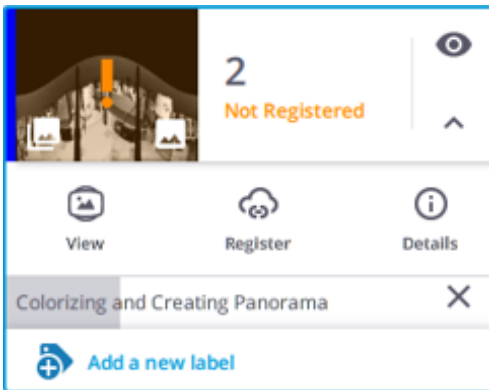 2
Not Registered
View Register Details
Colorizing and Creating Panorama
Add a new label